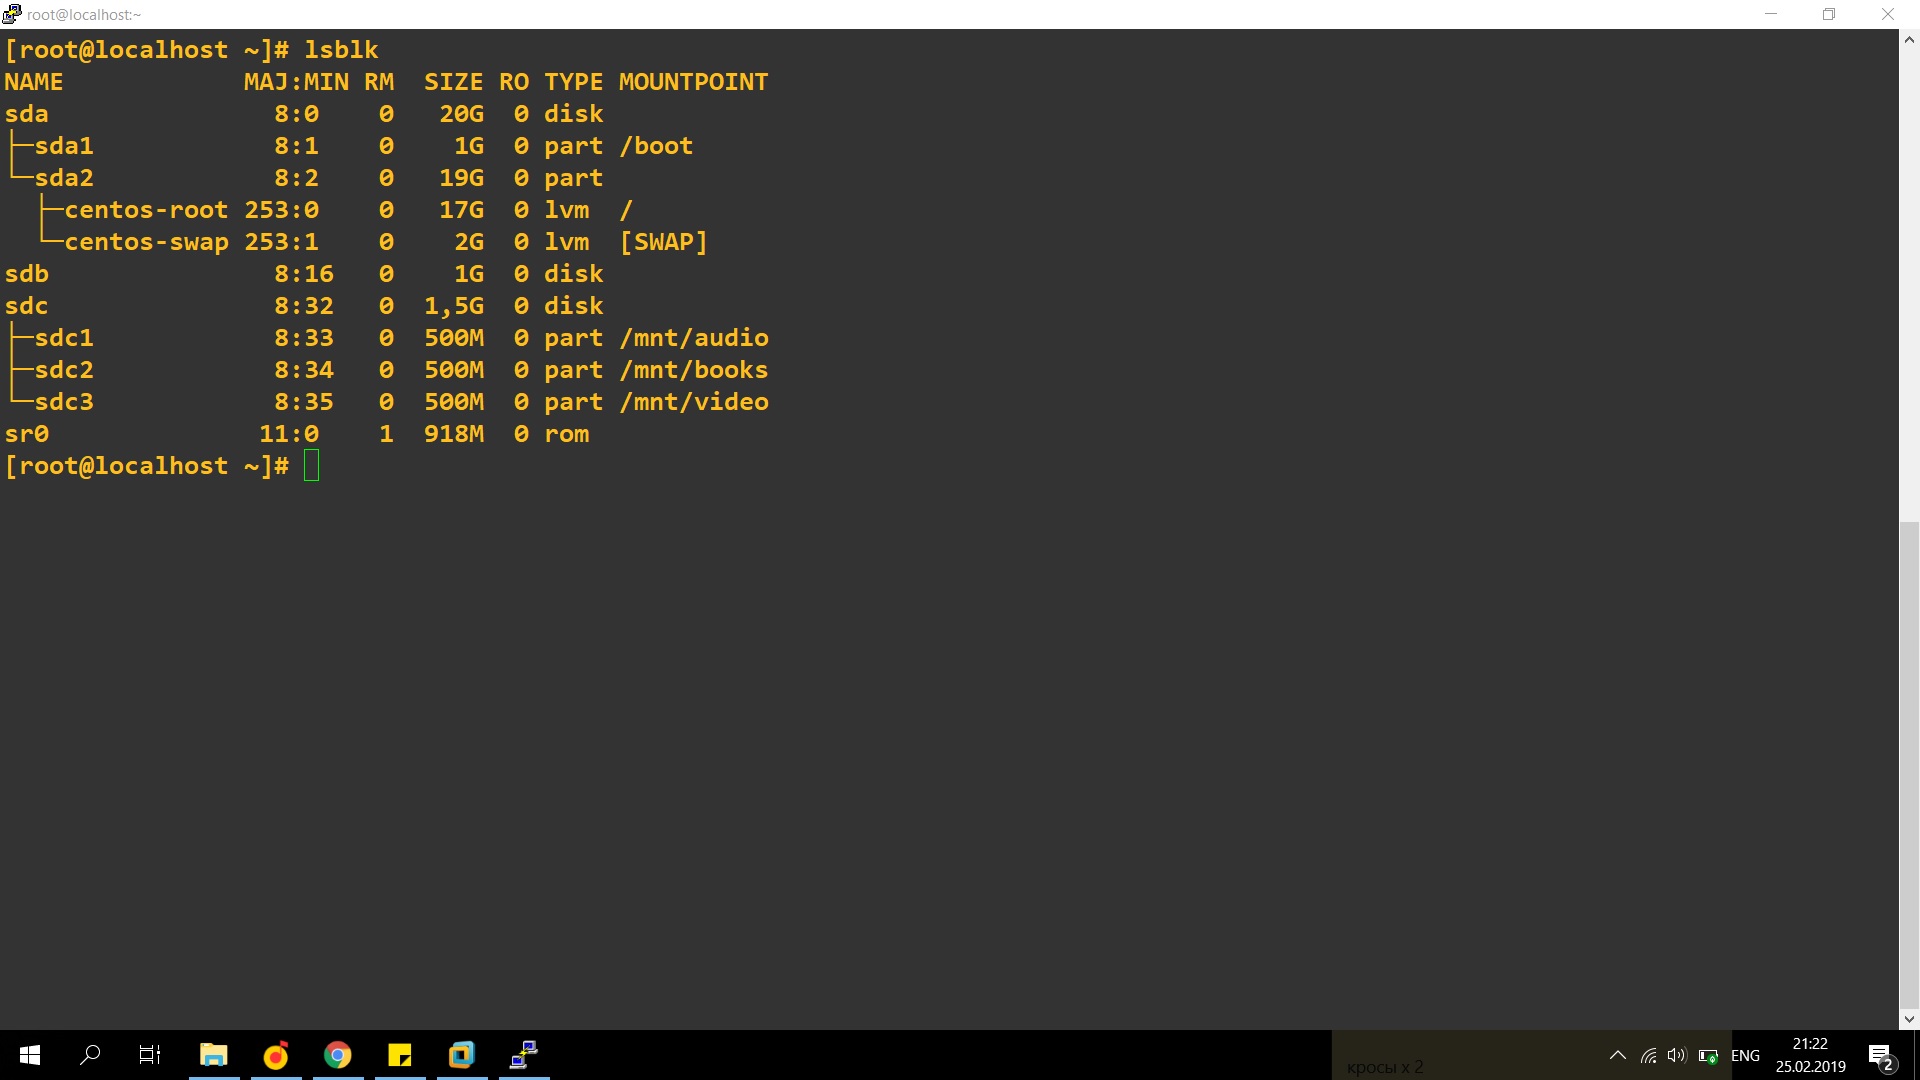 root@localhost:~
[root@localhost ~]# lsblk
NAME            MAJ:MIN RM  SIZE RO TYPE MOUNTPOINT
sda               8:0    0   20G  0 disk
├─sda1            8:1    0    1G  0 part /boot
└─sda2            8:2    0   19G  0 part
  ├─centos-root 253:0    0   17G  0 lvm  /
  └─centos-swap 253:1    0    2G  0 lvm  [SWAP]
sdb               8:16   0    1G  0 disk
sdc               8:32   0  1,5G  0 disk
├─sdc1            8:33   0  500M  0 part /mnt/audio
├─sdc2            8:34   0  500M  0 part /mnt/books
└─sdc3            8:35   0  500M  0 part /mnt/video
sr0              11:0    1  918M  0 rom
[root@localhost ~]#
кросы x 2
ENG
21:22
25.02.2019
2